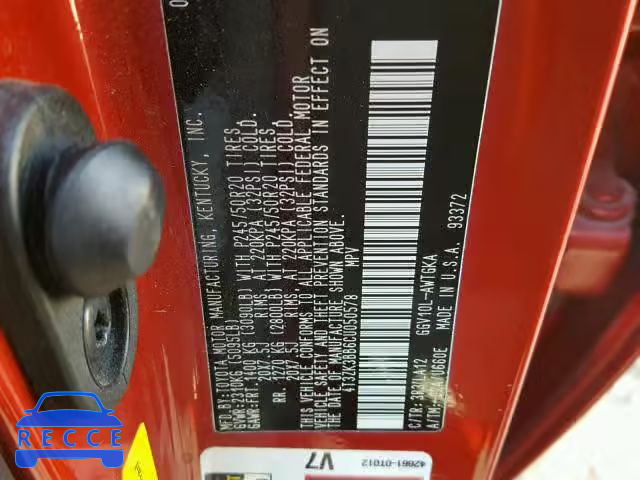 MFD.BY:TOYOTA MOTOR MANUFACTURING, KENTUCKY, INC.
(5095LB)
GAWR:FRT. 1400 KG (3090LB) WITH P245/50R20 TIRES
20X7.5J RIMS AT 220KPA (32PSI) COLD.
RR. 1270 KG (2800LB) WITH P245/50R20 TIRES
20X7.5J RIMS AT 220KPA (32PSI) COLD.
THIS VEHICLE CONFORMS TO ALL APPLICABLE FEDERAL MOTOR
VEHICLE SAFETY AND THEFT PREVENTION STANDARDS IN EFFECT ON
THE DATE OF MANUFACTURE SHOWN ABOVE.
4T3ZK3BB6CU050578 MPV
C/TR: GGV10L-AWTGKA
A/TM: MADE IN U.S.A. 93372
42661-0T012
V7